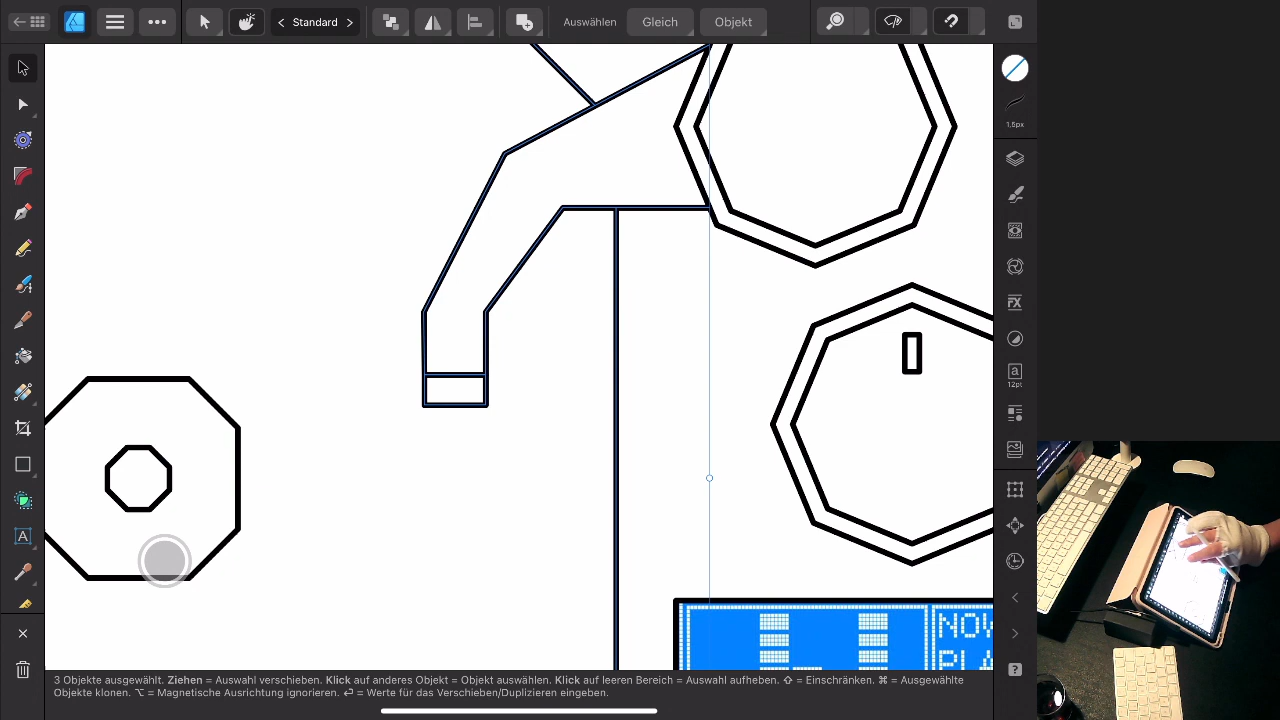 Standard
Auswählen
Gleich
Objekt
1,5px
FX
a
12pt
A
?
NOW
PLA
3 Objekte ausgewählt. Ziehen = Auswahl verschieben. Klick auf anderes Objekt = Objekt auswählen. Klick auf leeren Bereich = Auswahl aufheben. ⇧ = Einschränken. ⌘ = Ausgewählte
Objekte klonen. ⌥ = Magnetische Ausrichtung ignorieren. ⏎ = Werte für das Verschieben/Duplizieren eingeben.